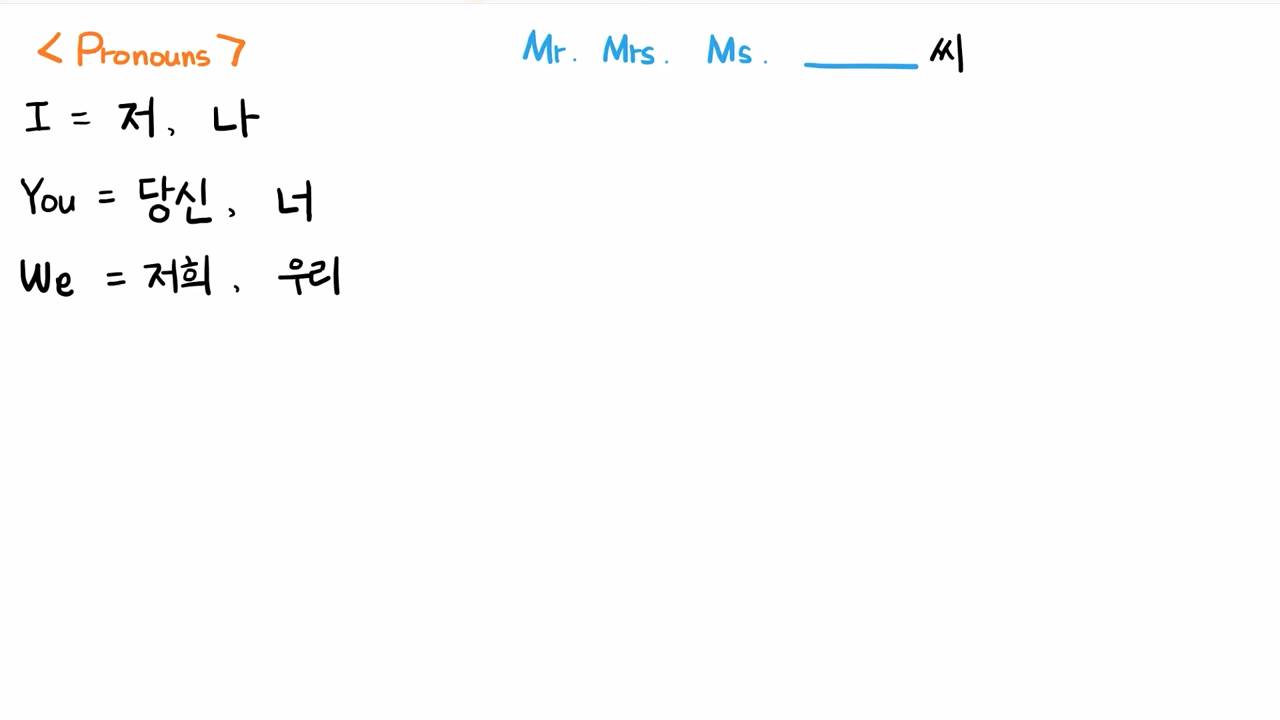 < Pronouns >
Mr. Mrs. Ms. ______ 씨
I = 저, 나
You = 당신, 너
We = 저희, 우리